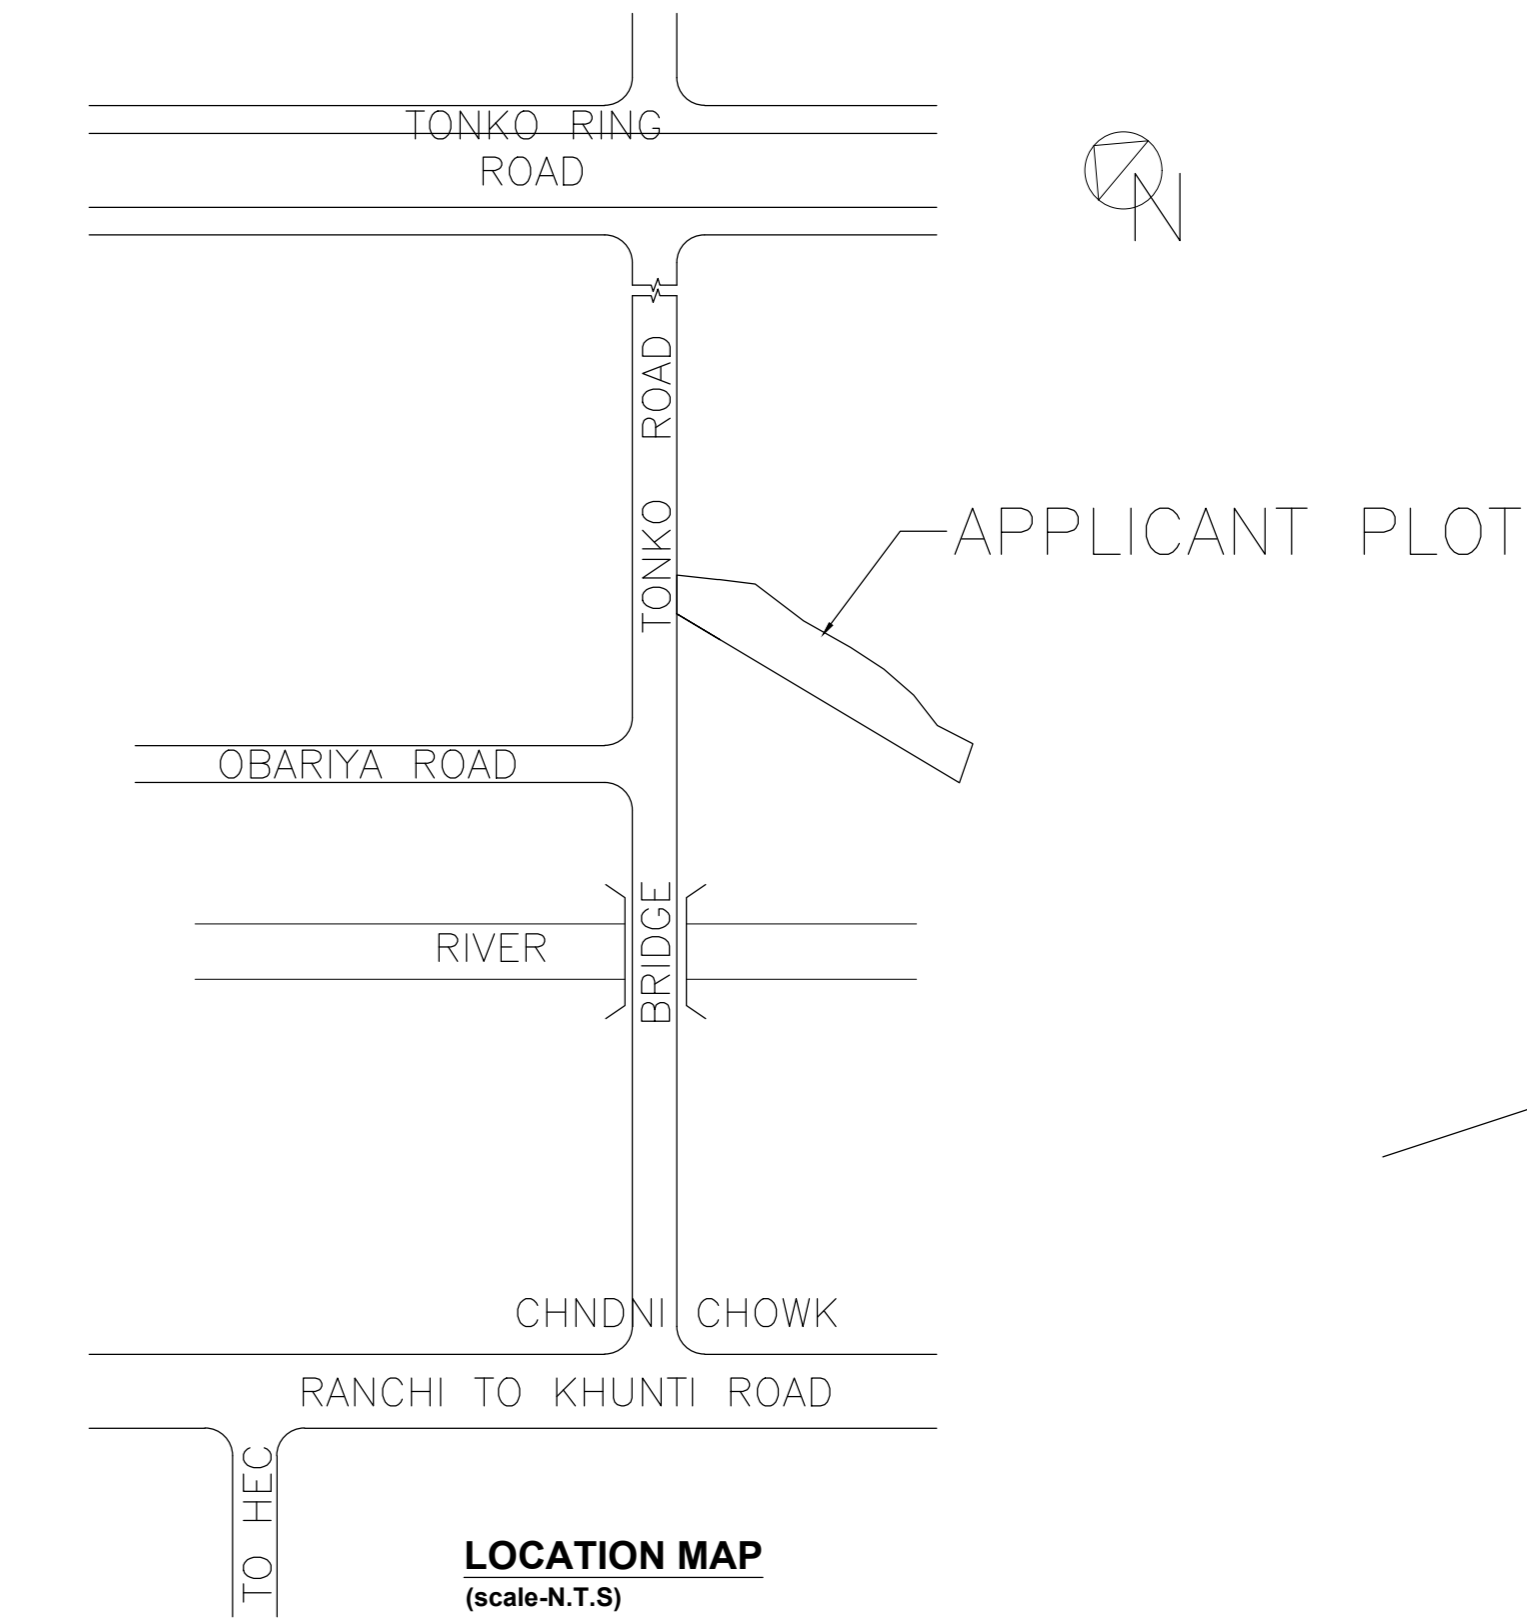 TONKO RING
ROAD
N
TONKO ROAD
APPLICANT PLOT
OBARIYA ROAD
BRIDGE
RIVER
CHNDNI CHOWK
RANCHI TO KHUNTI ROAD
TO HEC
LOCATION MAP
(scale-N.T.S)